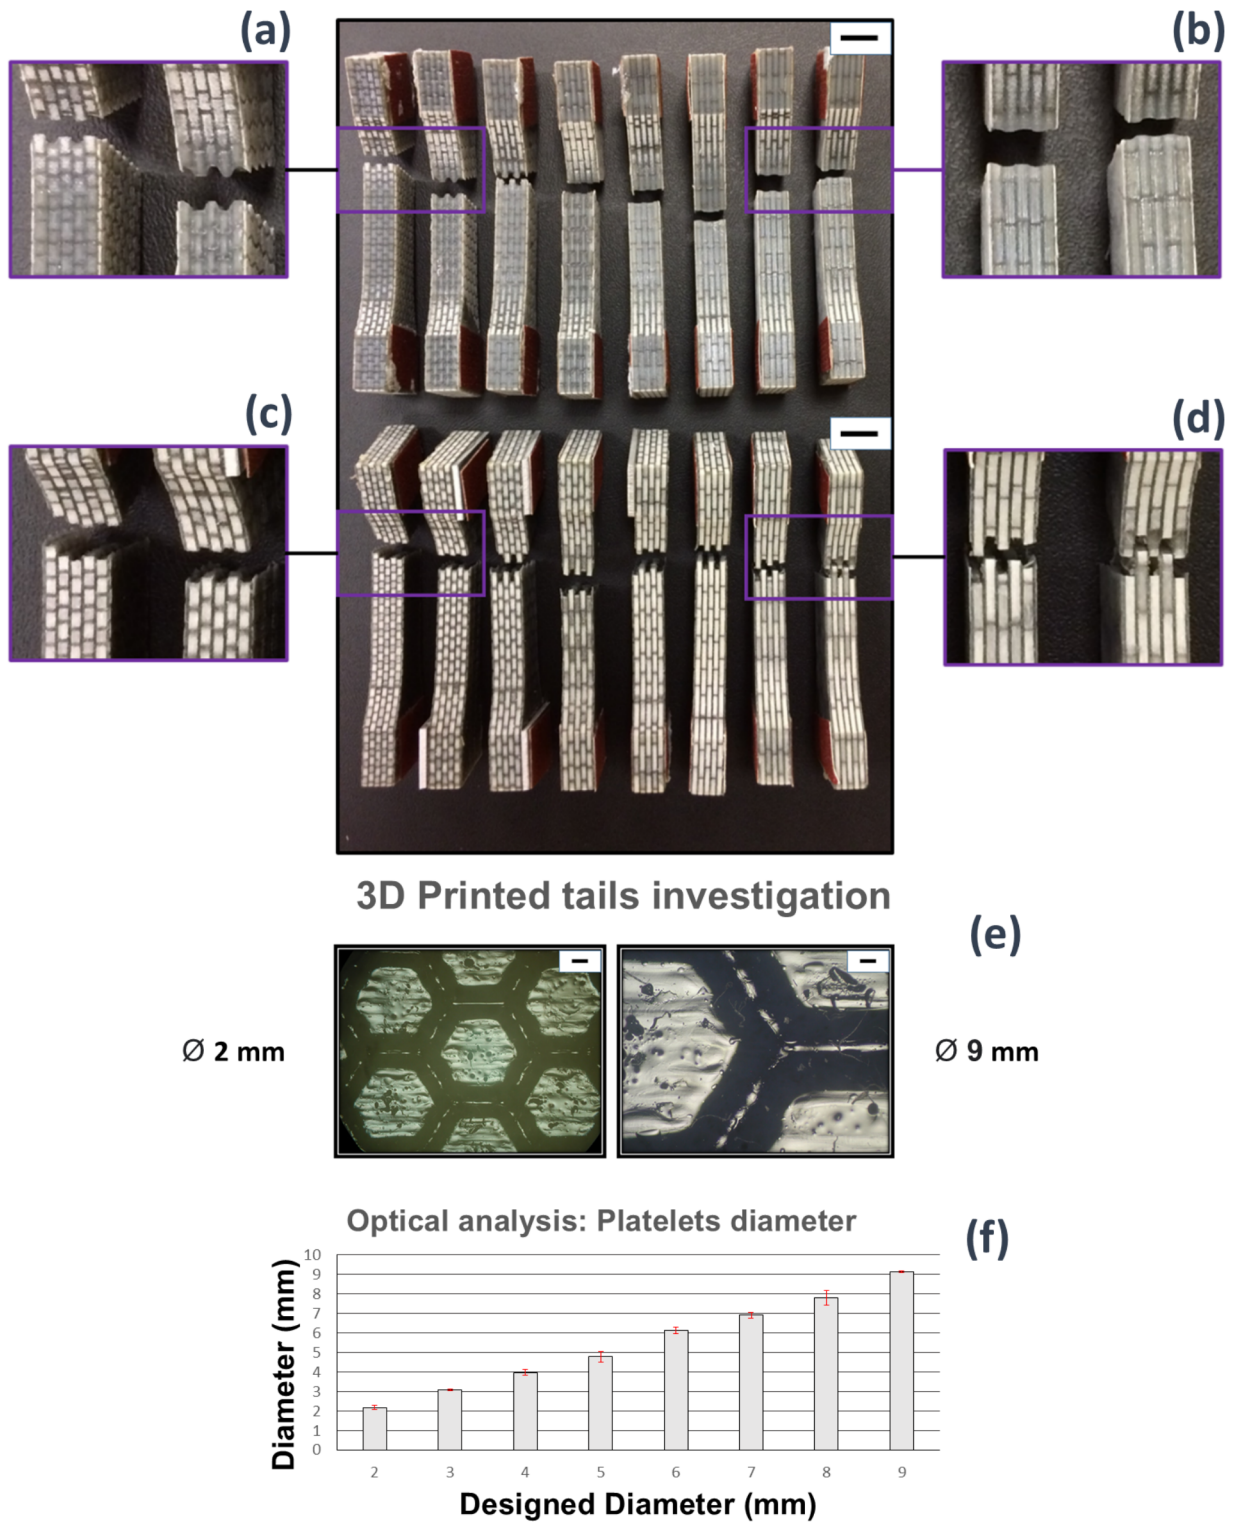 (a)
(b)
(c)
(d)
3D Printed tails investigation
(e)
Ø 2 mm
Ø 9 mm
Optical analysis: Platelets diameter
(f)
Diameter (mm)
10
9
8
7
6
5
4
3
2
1
0
2 3 4 5 6 7 8 9
Designed Diameter (mm)